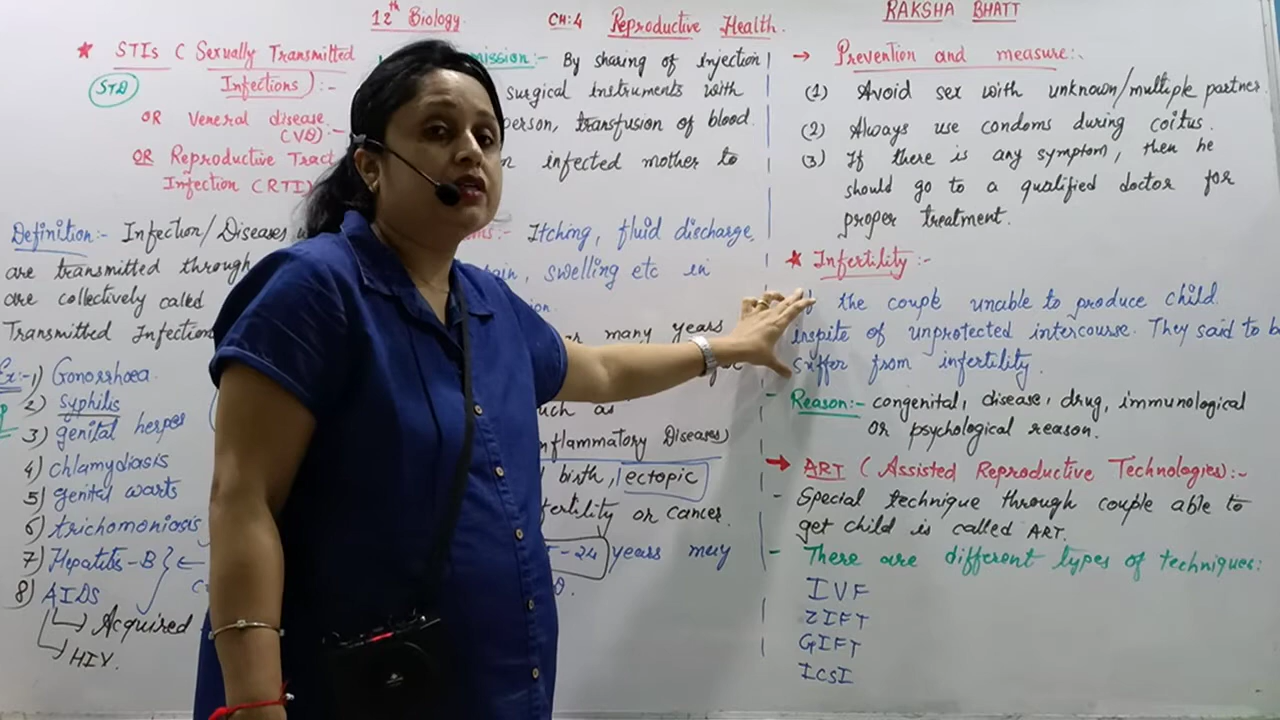 12th Biology
CH:4 Reproductive Health.
RAKSHA BHATT
* STIs ( Sexually Transmitted
Infections ) :-
STD
OR Veneral disease.
(VD) :-
OR Reproductive Tract
Infection (RTI)
Definition:- Infection/Diseases
are transmitted through
are collectively called
Transmitted Infection
Ex:- 1) Gonorrhoea
2) Syphilis
3) genital herpes
4) chlamydiasis
5) genital warts
6) trichomoniosis
7) Hepatitis-B } ←
8) AIDS
↳ Acquired
↳ HIV.
mission:- By sharing of injection
surgical instruments with
person, transfusion of blood.
infected mother to
:- Itching, fluid discharge,
pain, swelling etc in
many years
such as
nflammatory Diseases)
birth, ectopic
fertility or cancer.
-24 years mery
→ Prevention and measure:-
(1) Avoid sex with unknown/multiple partner.
(2) Always use condoms during coitus.
(3) If there is any symptom, then he
should go to a qualified doctor for
proper treatment.
* Infertility :-
the couple unable to produce child.
inspite of unprotected intercourse. They said to be
suffer from infertility.
- Reason:- congenital, disease, drug, immunological
or psychological reason.
→ ART ( Assisted Reproductive Technologies):-
- Special technique through couple able to
get child is called ART.
- There are different types of techniques:
IVF
ZIFT
GIFT
ICSI